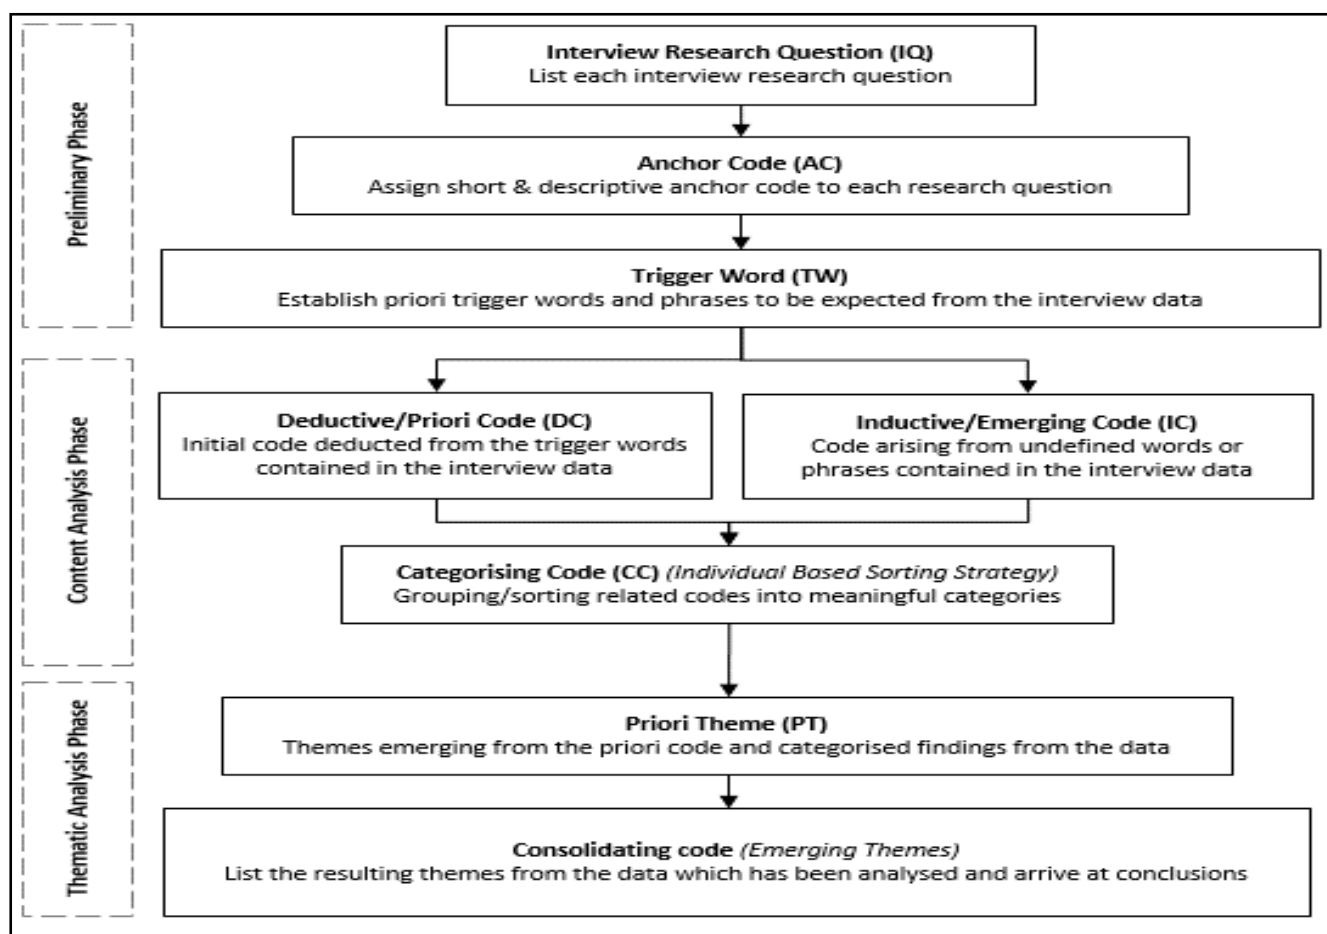 Preliminary Phase
Interview Research Question (IQ)
List each interview research question
Anchor Code (AC)
Assign short & descriptive anchor code to each research question
Trigger Word (TW)
Establish priori trigger words and phrases to be expected from the interview data
Content Analysis Phase
Deductive/Priori Code (DC)
Initial code deducted from the trigger words
contained in the interview data
Inductive/Emerging Code (IC)
Code arising from undefined words or
phrases contained in the interview data
Categorising Code (CC) (Individual Based Sorting Strategy)
Grouping/sorting related codes into meaningful categories
Thematic Analysis Phase
Priori Theme (PT)
Themes emerging from the priori code and categorised findings from the data
Consolidating code (Emerging Themes)
List the resulting themes from the data which has been analysed and arrive at conclusions